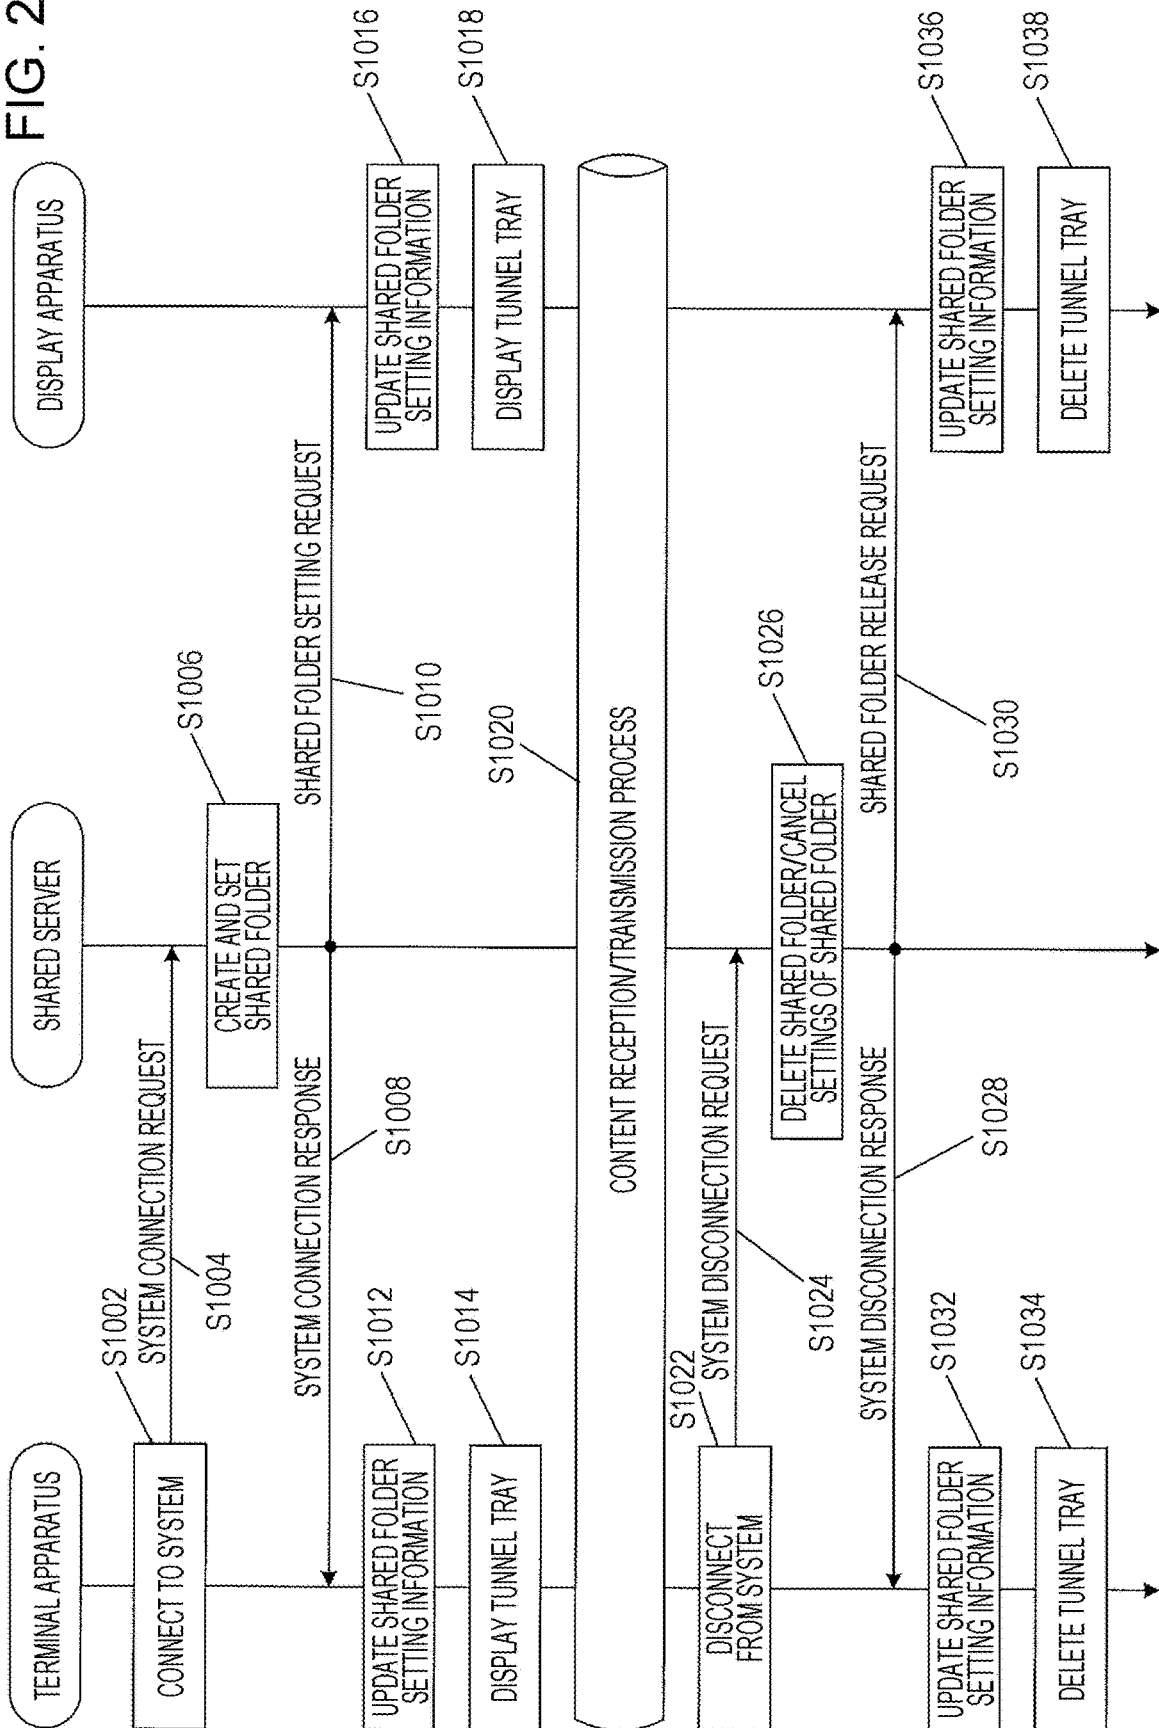 FIG. 2
TERMINAL APPARATUS
SHARED SERVER
DISPLAY APPARATUS
S1002
CONNECT TO SYSTEM
SYSTEM CONNECTION REQUEST
S1004
S1006
CREATE AND SET
SHARED FOLDER
SYSTEM CONNECTION RESPONSE
S1008
SHARED FOLDER SETTING REQUEST
S1010
S1012
UPDATE SHARED FOLDER
SETTING INFORMATION
S1014
DISPLAY TUNNEL TRAY
S1016
UPDATE SHARED FOLDER
SETTING INFORMATION
S1018
DISPLAY TUNNEL TRAY
S1020
CONTENT RECEPTION/TRANSMISSION PROCESS
S1022
DISCONNECT
FROM SYSTEM
SYSTEM DISCONNECTION REQUEST
S1024
S1026
DELETE SHARED FOLDER/CANCEL
SETTINGS OF SHARED FOLDER
SYSTEM DISCONNECTION RESPONSE
S1028
SHARED FOLDER RELEASE REQUEST
S1030
S1032
UPDATE SHARED FOLDER
SETTING INFORMATION
S1034
DELETE TUNNEL TRAY
S1036
UPDATE SHARED FOLDER
SETTING INFORMATION
S1038
DELETE TUNNEL TRAY